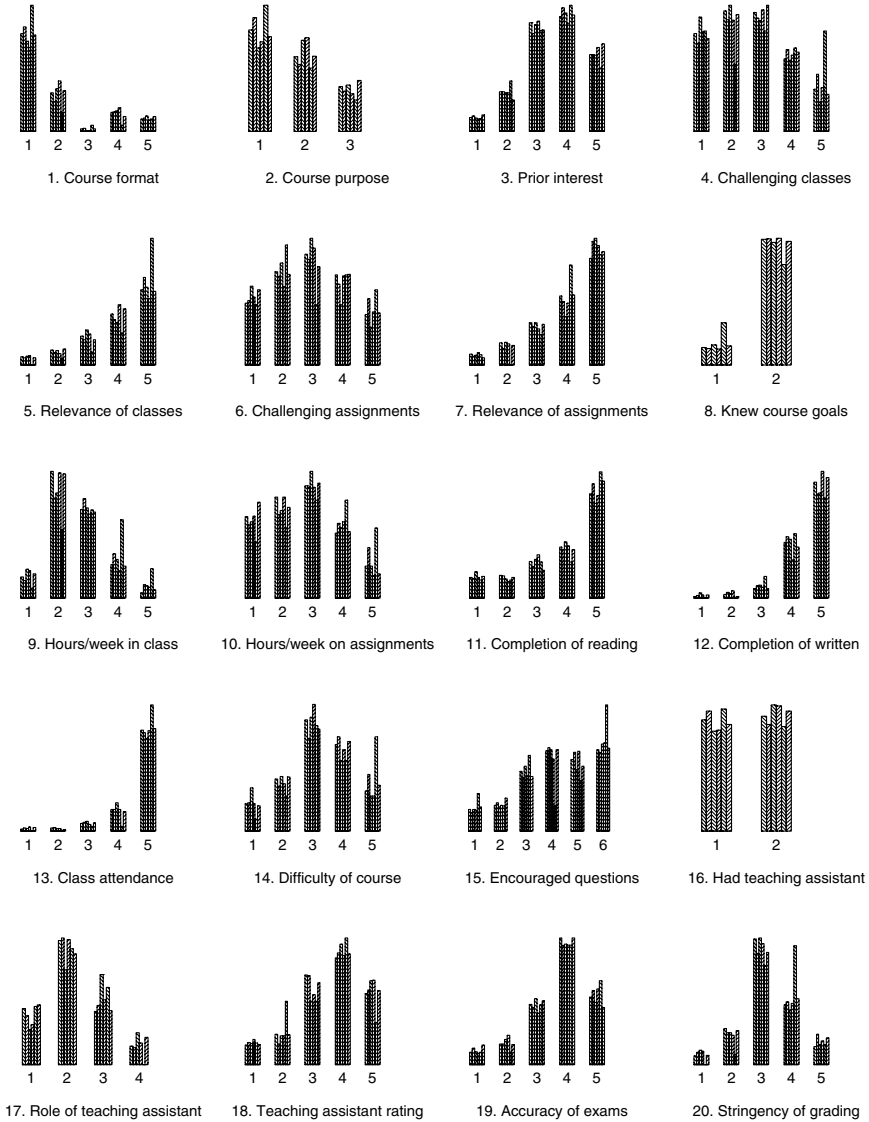 1 2 3 4 5
1. Course format
1 2 3
2. Course purpose
1 2 3 4 5
3. Prior interest
1 2 3 4 5
4. Challenging classes
1 2 3 4 5
5. Relevance of classes
1 2 3 4 5
6. Challenging assignments
1 2 3 4 5
7. Relevance of assignments
1 2
8. Knew course goals
1 2 3 4 5
9. Hours/week in class
1 2 3 4 5
10. Hours/week on assignments
1 2 3 4 5
11. Completion of reading
1 2 3 4 5
12. Completion of written
1 2 3 4 5
13. Class attendance
1 2 3 4 5
14. Difficulty of course
1 2 3 4 5 6
15. Encouraged questions
1 2
16. Had teaching assistant
1 2 3 4
17. Role of teaching assistant
1 2 3 4 5
18. Teaching assistant rating
1 2 3 4 5
19. Accuracy of exams
1 2 3 4 5
20. Stringency of grading